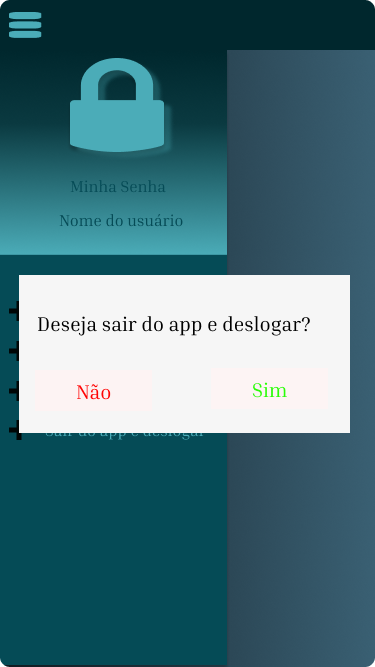 Minha Senha
Nome do usuário
Deseja sair do app e deslogar?
Não
Sim
Sair do app e deslogar